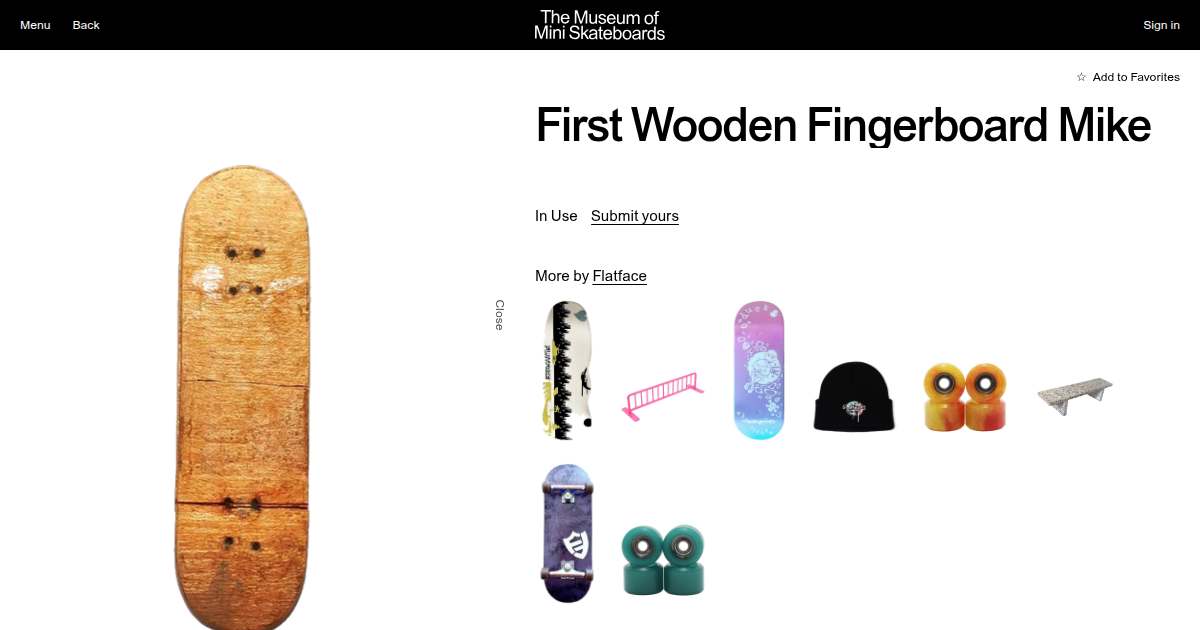 Menu
Back
The Museum of
Mini Skateboards
Sign in
☆ Add to Favorites
First Wooden Fingerboard Mike
In Use
Submit yours
More by Flatface
Close